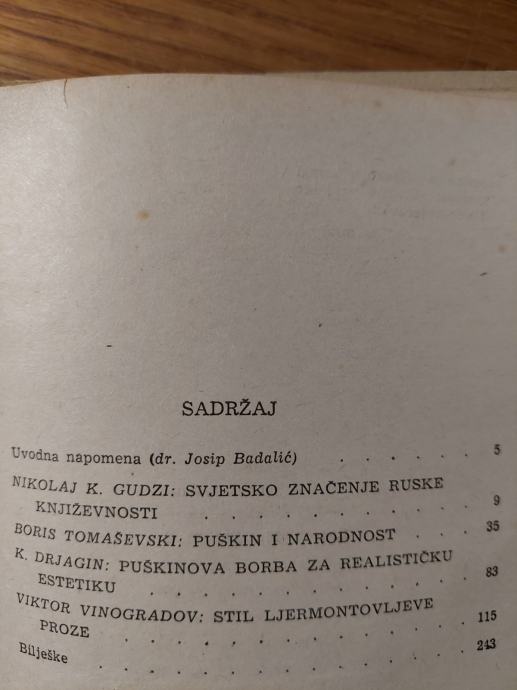 SADRŽAJ
Uvodna napomena (dr. Josip Badalić) . . . . . 5
NIKOLAJ K. GUDZI: SVJETSKO ZNAČENJE RUSKE
KNJIŽEVNOSTI . . . . . . . . . 9
BORIS TOMAŠEVSKI: PUŠKIN I NARODNOST . . . 35
K. DRJAGIN: PUŠKINOVA BORBA ZA REALISTIČKU
ESTETIKU . . . . . . . . . . 83
VIKTOR VINOGRADOV: STIL LJERMONTOVLJEVE
PROZE . . . . . . . . . . 115
Bilješke . . . . . . . . . . 243